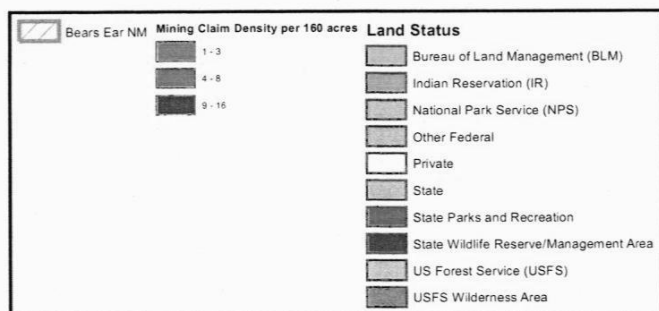 Bears Ear NM
Mining Claim Density per 160 acres
1 - 3
4 - 8
9 - 16
Land Status
Bureau of Land Management (BLM)
Indian Reservation (IR)
National Park Service (NPS)
Other Federal
Private
State
State Parks and Recreation
State Wildlife Reserve/Management Area
US Forest Service (USFS)
USFS Wilderness Area